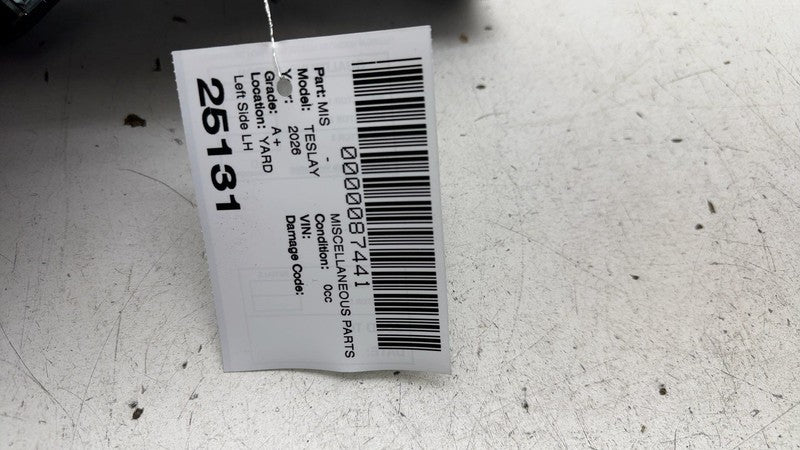 0000087441
Part: MIS - MISCELLANEOUS PARTS
Model: TESLAY Condition: 0cc
Year: 2026 VIN:
Grade: A+ Damage Code:
Location: YARD
Left Side LH
25131